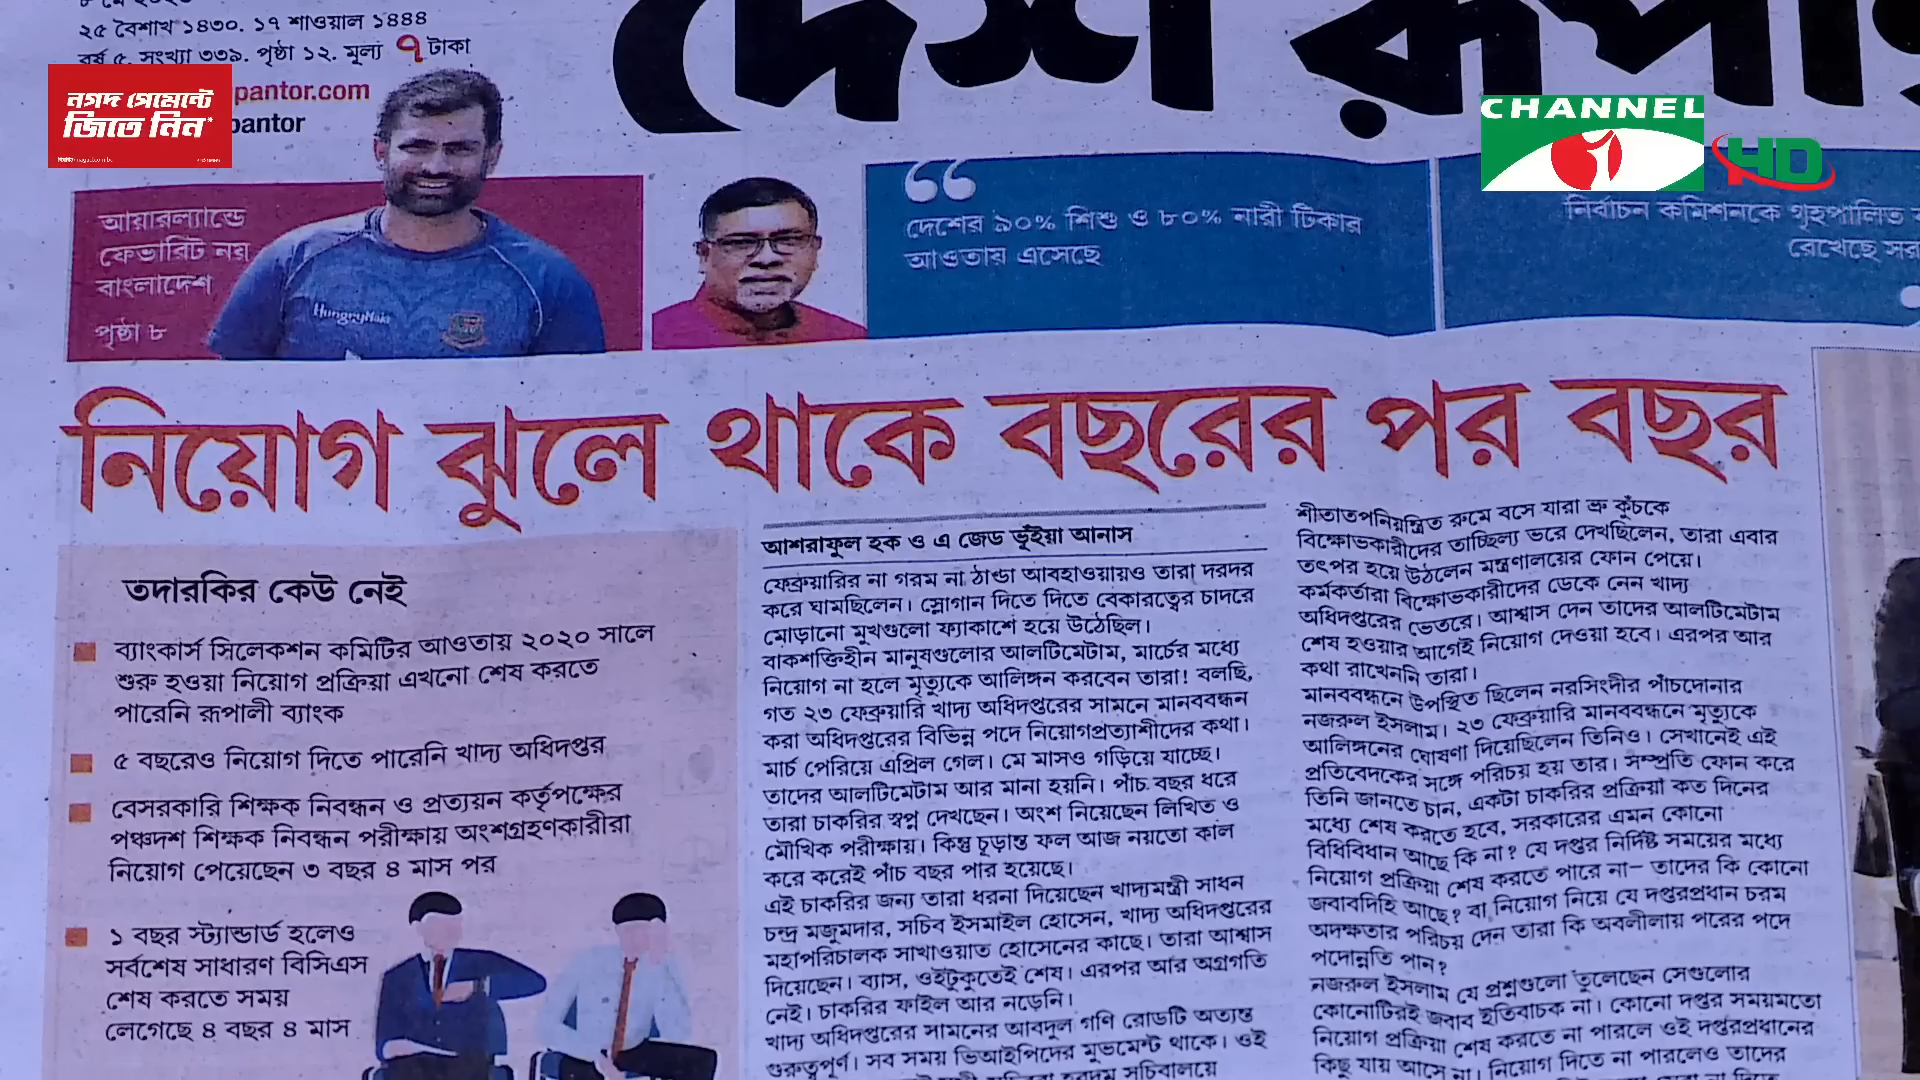 ২৫ বৈশাখ ১৪৩০. ১৭ শাওয়াল ১৪৪৪
বর্ষ ৫. সংখ্যা ৩৩৯. পৃষ্ঠা ১২. মূল্য ৭ টাকা
pantor.com
pantor
নগদ পেমেন্টে
জিতে নিন*
দেশ রূপা
CHANNEL
HD
আয়ারল্যান্ডে
ফেভারিট নয়
বাংলাদেশ
পৃষ্ঠা ৮
HungryNaki
দেশের ৯০% শিশু ও ৮০% নারী টিকার
আওতায় এসেছে
নির্বাচন কমিশনকে গৃহপালিত
রেখেছে
নিয়োগ ঝুলে থাকে বছরের পর বছর
তদারকির কেউ নেই
ব্যাংকার্স সিলেকশন কমিটির আওতায় ২০২০ সালে
শুরু হওয়া নিয়োগ প্রক্রিয়া এখনো শেষ করতে
পারেনি রূপালী ব্যাংক
৫ বছরেও নিয়োগ দিতে পারেনি খাদ্য অধিদপ্তর
বেসরকারি শিক্ষক নিবন্ধন ও প্রত্যয়ন কর্তৃপক্ষের
পঞ্চদশ শিক্ষক নিবন্ধন পরীক্ষায় অংশগ্রহণকারীরা
নিয়োগ পেয়েছেন ৩ বছর ৪ মাস পর
১ বছর স্ট্যান্ডার্ড হলেও
সর্বশেষ সাধারণ বিসিএস
শেষ করতে সময়
লেগেছে ৪ বছর ৪ মাস
আশরাফুল হক ও এ জেড ভূঁইয়া আনাস
ফেব্রুয়ারির না গরম না ঠান্ডা আবহাওয়ায়ও তারা দরদর
করে ঘামছিলেন। স্লোগান দিতে দিতে বেকারত্বের চাদরে
মোড়ানো মুখগুলো ফ্যাকাশে হয়ে উঠেছিল।
বাকশক্তিহীন মানুষগুলোর আলটিমেটাম, মার্চের মধ্যে
নিয়োগ না হলে মৃত্যুকে আলিঙ্গন করবেন তারা! বলছি,
গত ২৩ ফেব্রুয়ারি খাদ্য অধিদপ্তরের সামনে মানববন্ধন
করা অধিদপ্তরের বিভিন্ন পদে নিয়োগপ্রত্যাশীদের কথা।
মার্চ পেরিয়ে এপ্রিল গেল। মে মাসও গড়িয়ে যাচ্ছে।
তাদের আলটিমেটাম আর মানা হয়নি। পাঁচ বছর ধরে
তারা চাকরির স্বপ্ন দেখছেন। অংশ নিয়েছেন লিখিত ও
মৌখিক পরীক্ষায়। কিন্তু চূড়ান্ত ফল আজ নয়তো কাল
করে করেই পাঁচ বছর পার হয়েছে।
এই চাকরির জন্য তারা ধরনা দিয়েছেন খাদ্যমন্ত্রী সাধন
চন্দ্র মজুমদার, সচিব ইসমাইল হোসেন, খাদ্য অধিদপ্তরের
মহাপরিচালক সাখাওয়াত হোসেনের কাছে। তারা আশ্বাস
দিয়েছেন। ব্যাস, ওইটুকুতেই শেষ। এরপর আর অগ্রগতি
নেই। চাকরির ফাইল আর নড়েনি।
খাদ্য অধিদপ্তরের সামনের আবদুল গণি রোডটি অত্যন্ত
গুরুত্বপূর্ণ। সব সময় ভিআইপিদের মুভমেন্ট থাকে। ওই
সচিবালয়ে
শীতাতপনিয়ন্ত্রিত রুমে বসে যারা ভ্রু কুঁচকে
বিক্ষোভকারীদের তাচ্ছিল্য ভরে দেখছিলেন, তারা এবার
তৎপর হয়ে উঠলেন মন্ত্রণালয়ের ফোন পেয়ে।
কর্মকর্তারা বিক্ষোভকারীদের ডেকে নেন খাদ্য
অধিদপ্তরের ভেতরে। আশ্বাস দেন তাদের আলটিমেটাম
শেষ হওয়ার আগেই নিয়োগ দেওয়া হবে। এরপর আর
কথা রাখেননি তারা।
মানববন্ধনে উপস্থিত ছিলেন নরসিংদীর পাঁচদোনার
নজরুল ইসলাম। ২৩ ফেব্রুয়ারি মানববন্ধনে মৃত্যুকে
আলিঙ্গনের ঘোষণা দিয়েছিলেন তিনিও। সেখানেই এই
প্রতিবেদকের সঙ্গে পরিচয় হয় তার। সম্প্রতি ফোন করে
তিনি জানতে চান, একটা চাকরির প্রক্রিয়া কত দিনের
মধ্যে শেষ করতে হবে, সরকারের এমন কোনো
বিধিবিধান আছে কি না? যে দপ্তর নির্দিষ্ট সময়ের মধ্যে
নিয়োগ প্রক্রিয়া শেষ করতে পারে না– তাদের কি কোনো
জবাবদিহি আছে? বা নিয়োগ নিয়ে যে দপ্তরপ্রধান চরম
অদক্ষতার পরিচয় দেন তারা কি অবলীলায় পরের পদে
পদোন্নতি পান?
নজরুল ইসলাম যে প্রশ্নগুলো তুলেছেন সেগুলোর
কোনোটিরই জবাব ইতিবাচক না। কোনো দপ্তর সময়মতো
নিয়োগ প্রক্রিয়া শেষ করতে না পারলে ওই দপ্তরপ্রধানের
কিছু যায় আসে না। নিয়োগ দিতে না পারলেও তাদের